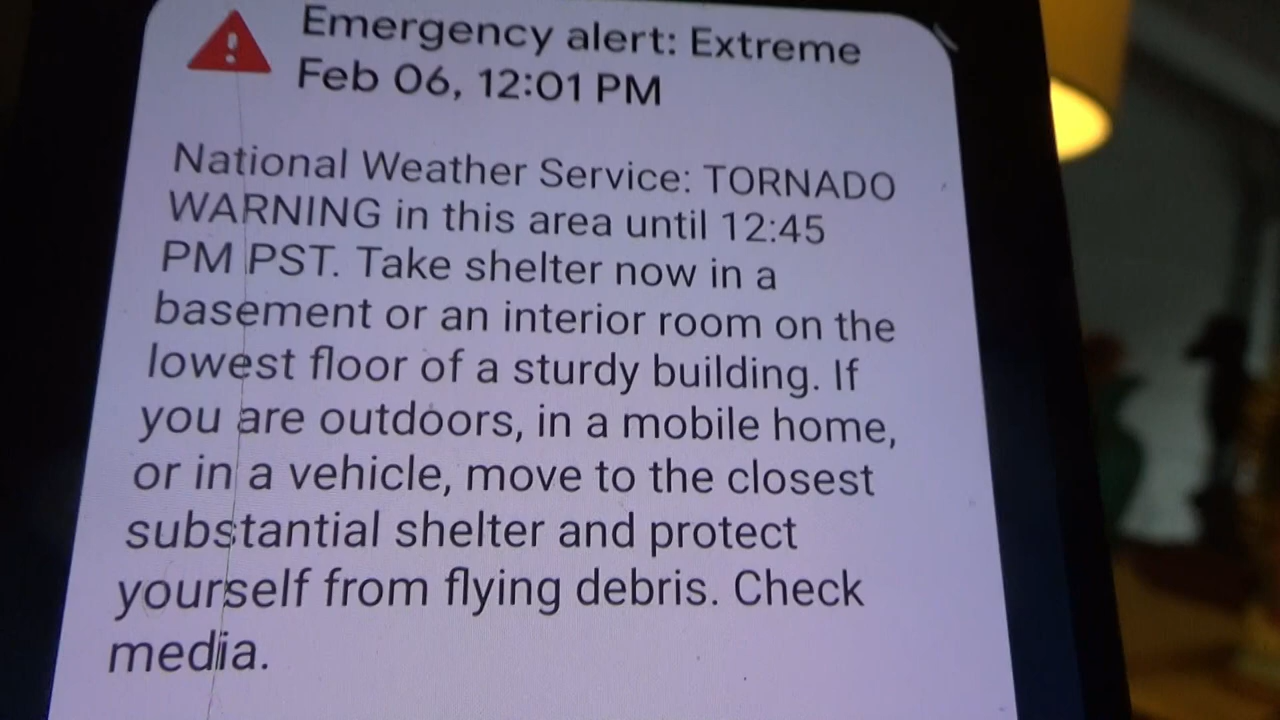 Emergency alert: Extreme
Feb 06, 12:01 PM
National Weather Service: TORNADO
WARNING in this area until 12:45
PM PST. Take shelter now in a
basement or an interior room on the
lowest floor of a sturdy building. If
you are outdoors, in a mobile home,
or in a vehicle, move to the closest
substantial shelter and protect
yourself from flying debris. Check
media.